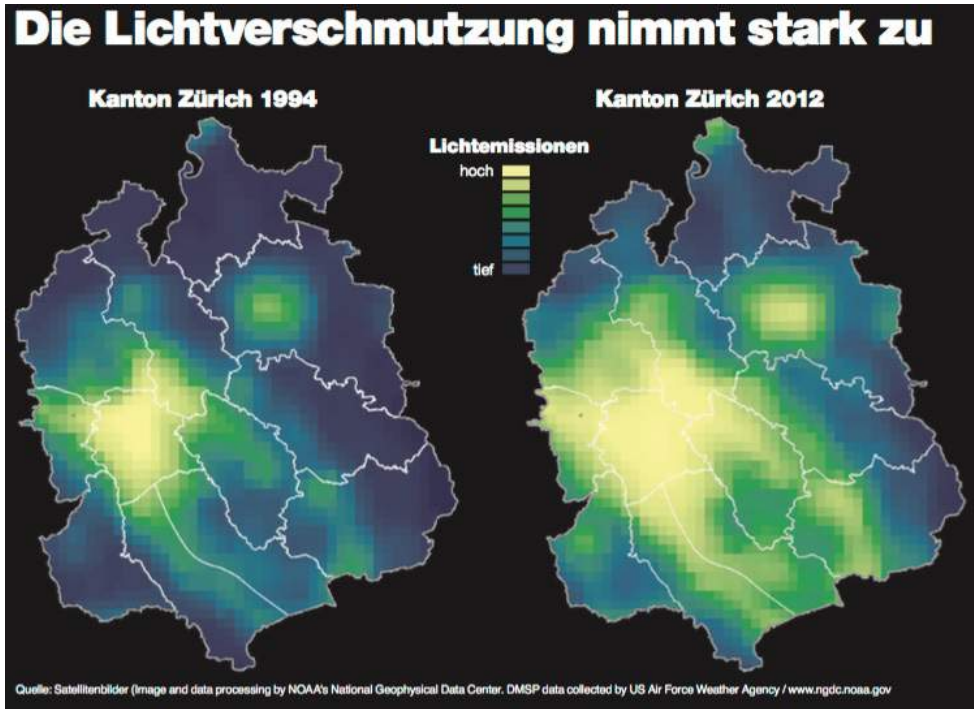 Die Lichtverschmutzung nimmt stark zu
Kanton Zürich 1994
Kanton Zürich 2012
Lichtemissionen
hoch
tief
Quelle: Satellitenbilder (Image and data processing by NOAA's National Geophysical Data Center. DMSP data collected by US Air Force Weather Agency / www.ngdc.noaa.gov